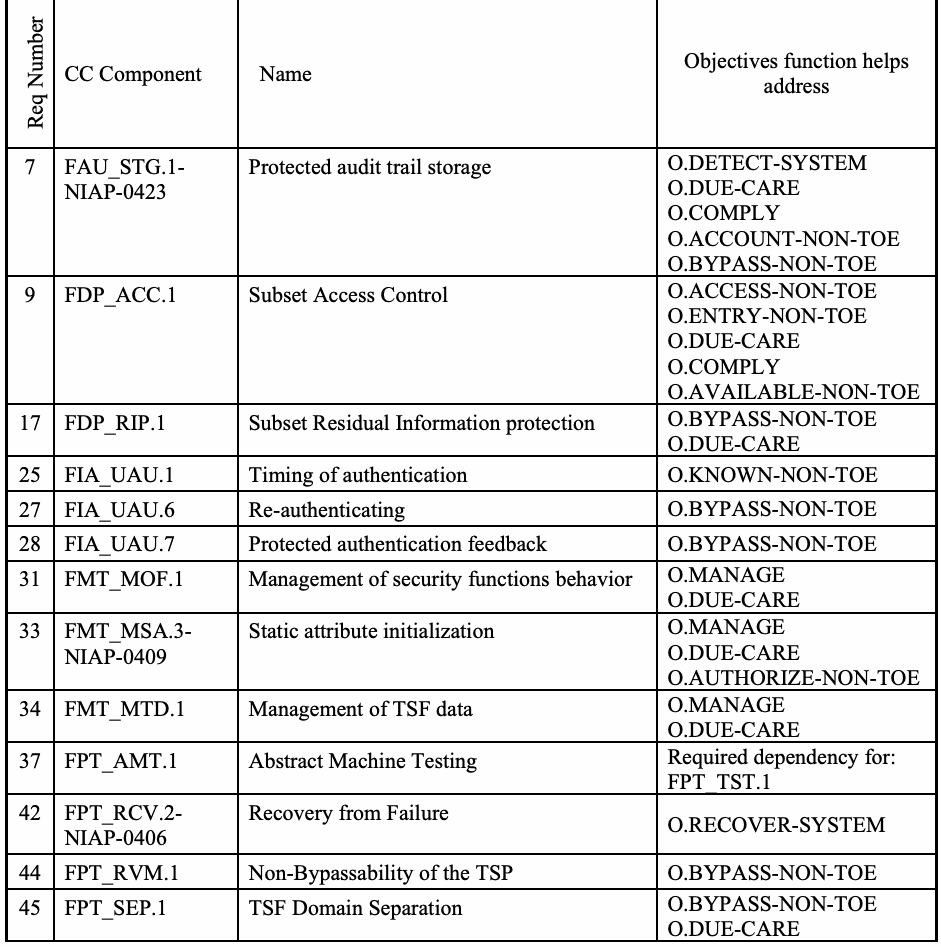 Req Number
CC Component
Name
Objectives function helps
address
7
FAU_STG.1-
NIAP-0423
Protected audit trail storage
O.DETECT-SYSTEM
O.DUE-CARE
O.COMPLY
O.ACCOUNT-NON-TOE
O.BYPASS-NON-TOE
9
FDP_ACC.1
Subset Access Control
O.ACCESS-NON-TOE
O.ENTRY-NON-TOE
O.DUE-CARE
O.COMPLY
O.AVAILABLE-NON-TOE
17
FDP_RIP.1
Subset Residual Information protection
O.BYPASS-NON-TOE
O.DUE-CARE
25
FIA_UAU.1
Timing of authentication
O.KNOWN-NON-TOE
27
FIA_UAU.6
Re-authenticating
O.BYPASS-NON-TOE
28
FIA_UAU.7
Protected authentication feedback
O.BYPASS-NON-TOE
31
FMT_MOF.1
Management of security functions behavior
O.MANAGE
O.DUE-CARE
33
FMT_MSA.3-
NIAP-0409
Static attribute initialization
O.MANAGE
O.DUE-CARE
O.AUTHORIZE-NON-TOE
34
FMT_MTD.1
Management of TSF data
O.MANAGE
O.DUE-CARE
37
FPT_AMT.1
Abstract Machine Testing
Required dependency for:
FPT_TST.1
42
FPT_RCV.2-
NIAP-0406
Recovery from Failure
O.RECOVER-SYSTEM
44
FPT_RVM.1
Non-Bypassability of the TSP
O.BYPASS-NON-TOE
45
FPT_SEP.1
TSF Domain Separation
O.BYPASS-NON-TOE
O.DUE-CARE